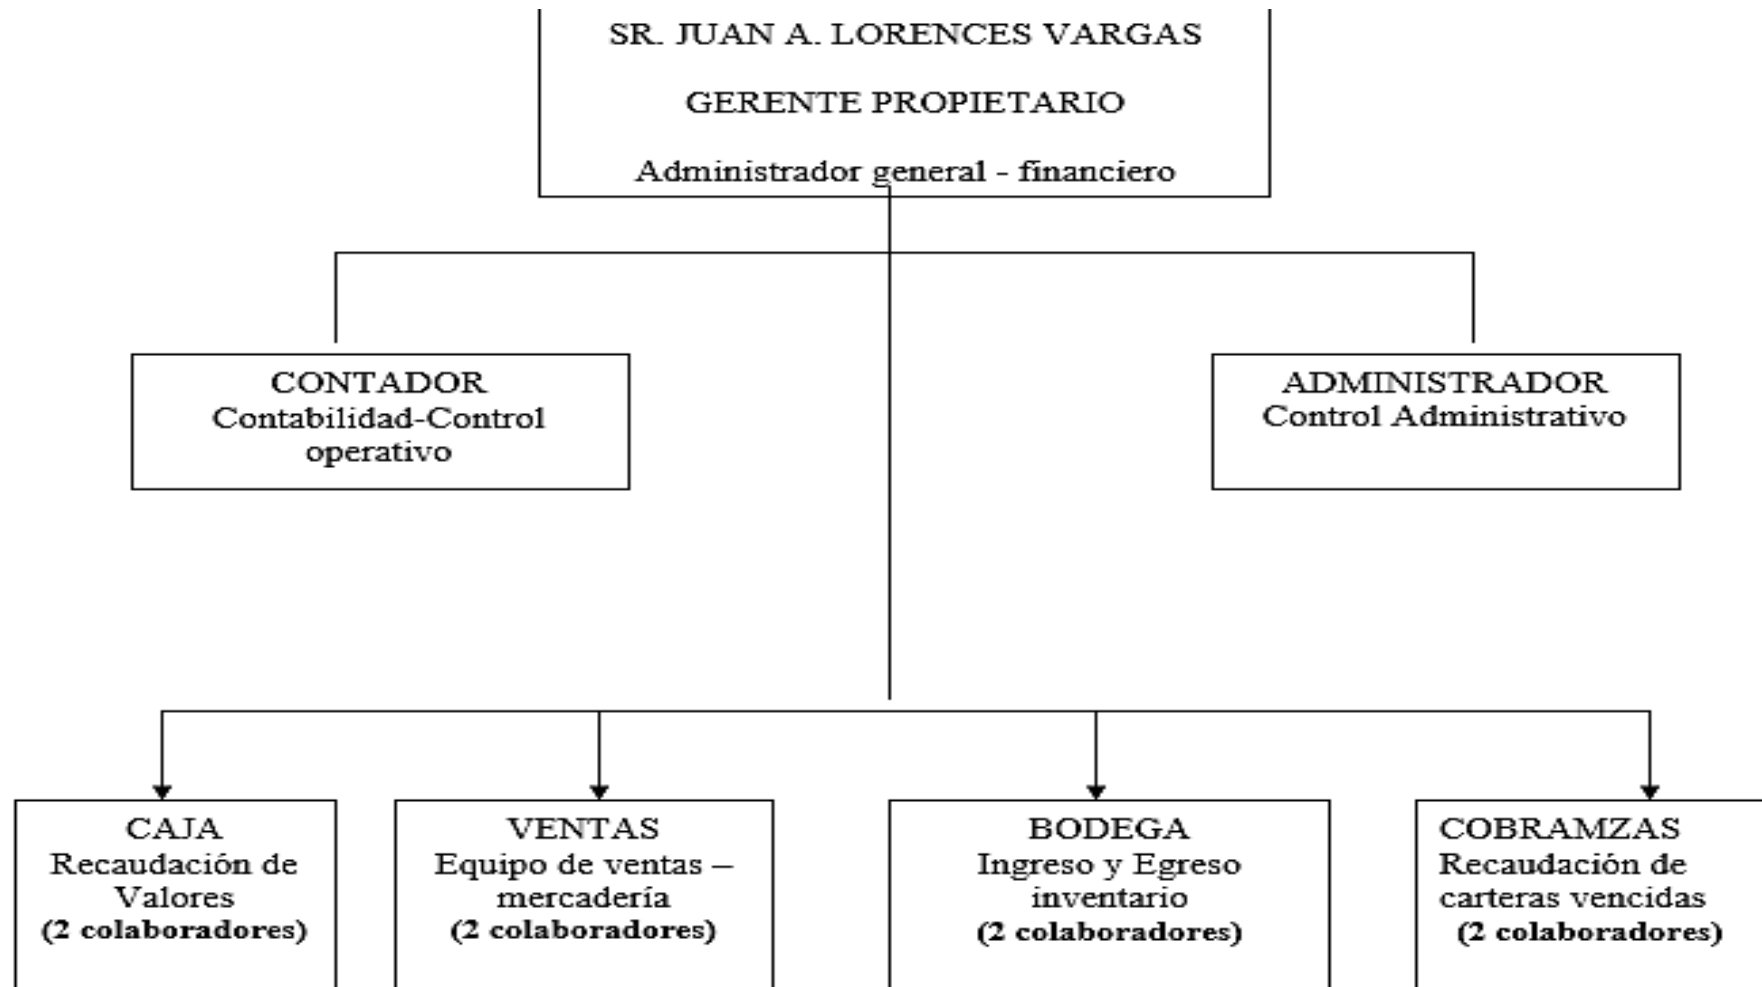 SR. JUAN A. LORENCES VARGAS
GERENTE PROPIETARIO
Administrador general - financiero
CONTADOR
Contabilidad-Control
operativo
ADMINISTRADOR
Control Administrativo
CAJA
Recaudación de
Valores
(2 colaboradores)
VENTAS
Equipo de ventas –
mercadería
(2 colaboradores)
BODEGA
Ingreso y Egreso
inventario
(2 colaboradores)
COBRAMZAS
Recaudación de
carteras vencidas
(2 colaboradores)